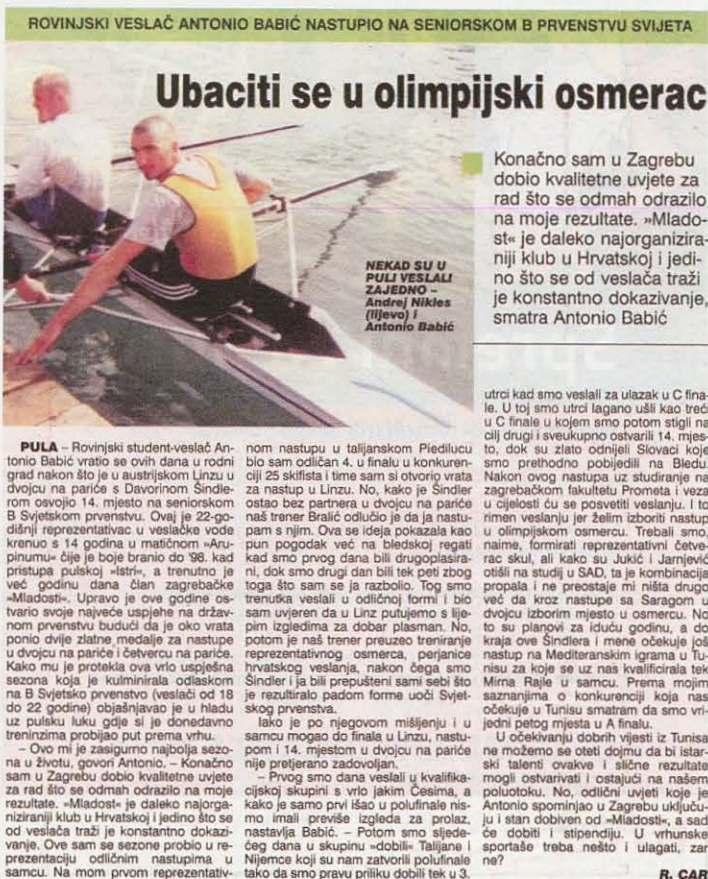 ROVINJSKI VESLAČ ANTONIO BABIĆ NASTUPIO NA SENIORSKOM B PRVENSTVU SVIJETA
Ubaciti se u olimpijski osmerac
Konačno sam u Zagrebu
dobio kvalitetne uvjete za
rad što se odmah odrazilo
na moje rezultate. »Mlado-
st« je daleko najorganizira-
niji klub u Hrvatskoj i jedi-
no što se od veslača traži
je konstantno dokazivanje,
smatra Antonio Babić
NEKAD SU U
PULI VESLALI
ZAJEDNO –
Andrej Nikles
(lijevo) i
Antonio Babić
PULA – Rovinjski student-veslač An-
tonio Babić vratio se ovih dana u rodni
grad nakon što je u austrijskom Linzu u
dvojcu na pariće s Davorinom Šindle-
rom osvojio 14. mjesto na seniorskom
B Svjetskom prvenstvu. Ovaj je 22-go-
dišnji reprezentativac u veslačke vode
krenuo s 14 godina u matičnom »Aru-
pinumu« čije je boje branio do '98. kad
pristupa pulskoj »Istri«, a trenutno je
već godinu dana član zagrebačke
»Mladosti«. Upravo je ove godine os-
tvario svoje najveće uspjehe na držav-
nom prvenstvu budući da je oko vrata
ponio dvije zlatne medalje za nastupe
u dvojcu na pariće i četvercu na pariće.
Kako mu je protekla ova vrlo uspješna
sezona koja je kulminirala odlaskom
na B Svjetsko prvenstvo (veslači od 18
do 22 godine) objašnjavao je u hladu
uz pulsku luku gdje si je donedavno
treninzima probijao put prema vrhu.
– Ovo mi je zasigurno najbolja sezo-
na u životu, govori Antonio. – Konačno
sam u Zagrebu dobio kvalitetne uvjete
za rad što se odmah odrazilo na moje
rezultate. »Mladost« je daleko najorga-
niziraniji klub u Hrvatskoj i jedino što se
od veslača traži je konstantno dokazi-
vanje. Ove sam se sezone probio u re-
prezentaciju odličnim nastupima u
samcu. Na mom prvom reprezentativ-
nom nastupu u talijanskom Piedilucu
bio sam odličan 4. u finalu u konkuren-
ciji 25 skifista i time sam si otvorio vrata
za nastup u Linzu. No, kako je Šindler
ostao bez partnera u dvojcu na pariće
naš trener Bralić odlučio je da ja nastu-
pam s njim. Ova se ideja pokazala kao
pun pogodak već na bledskoj regati
kad smo prvog dana bili drugoplasira-
ni, dok smo drugi dan bili tek peti zbog
toga što sam se ja razbolio. Tog smo
trenutka veslali u odličnoj formi i bio
sam uvjeren da u Linz putujemo s lije-
pim izgledima za dobar plasman. No,
potom je naš trener preuzeo treniranje
reprezentativnog osmerca, perjanice
hrvatskog veslanja, nakon čega smo
Šindler i ja bili prepušteni sami sebi što
je rezultiralo padom forme uoči Svjet-
skog prvenstva.
Iako je po njegovom mišljenju i u
samcu mogao do finala u Linzu, nastu-
pom i 14. mjestom u dvojcu na pariće
nije pretjerano zadovoljan.
– Prvog smo dana veslali u kvalifika-
cijskoj skupini s vrlo jakim Česima, a
kako je samo prvi išao u polufinale nis-
mo imali previše izgleda za prolaz,
nastavlja Babić. – Potom smo sljede-
ćeg dana u skupinu »dobili« Talijane i
Nijemce koji su nam zatvorili polufinale
tako da smo pravu priliku dobili tek u 3.
utrci kad smo veslali za ulazak u C fina-
le. U toj smo utrci lagano ušli kao treći
u C finale u kojem smo potom stigli na
cilj drugi i sveukupno ostvarili 14. mjes-
to, dok su zlato odnijeli Slovaci koje
smo prethodno pobijedili na Bledu.
Nakon ovog nastupa uz studiranje na
zagrebačkom fakultetu Prometa i veza
u cijelosti ću se posvetiti veslanju. I to
rimen veslanju jer želim izboriti nastup
u olimpijskom osmercu. Trebali smo,
naime, formirati reprezentativni četve-
rac skul, ali kako su Jukić i Jarnjević
otišli na studij u SAD, ta je kombinacija
propala i ne preostaje mi ništa drugo
već da kroz nastupe sa Saragom u
dvojcu izborim mjesto u osmercu. No
to su planovi za iduću godinu, a do
kraja ove Šindlera i mene očekuje još
nastup na Mediteranskim igrama u Tu-
nisu za koje se uz nas kvalificirala tek
Mirna Rajle u samcu. Prema mojim
saznanjima o konkurenciji koja nas
očekuje u Tunisu smatram da smo vri-
jedni petog mjesta u A finalu.
U očekivanju dobrih vijesti iz Tunisa
ne možemo se oteti dojmu da bi istar-
ski talenti ovakve i slične rezultate
mogli ostvarivati i ostajući na našem
poluotoku. No, odlični uvjeti koje je
Antonio spominjao u Zagrebu uključu-
ju i stan dobiven od »Mladosti«, a sad
će dobiti i stipendiju. U vrhunske
sportaše treba nešto i ulagati, zar
ne?
R. CAR